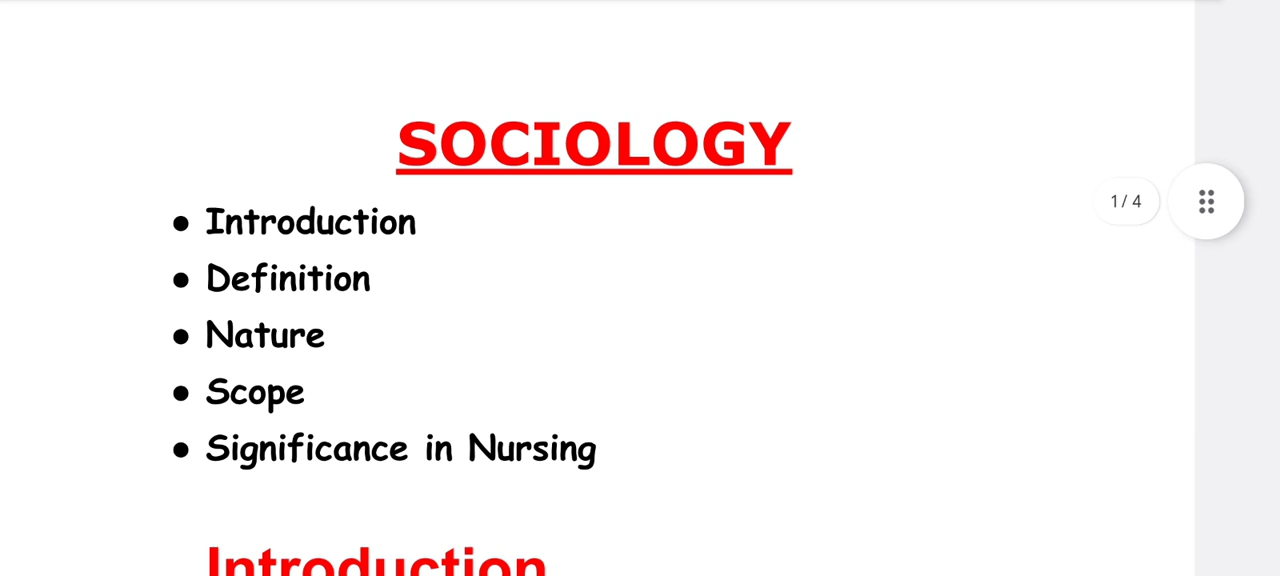 SOCIOLOGY
● Introduction
● Definition
● Nature
● Scope
● Significance in Nursing
1 / 4
Introduction